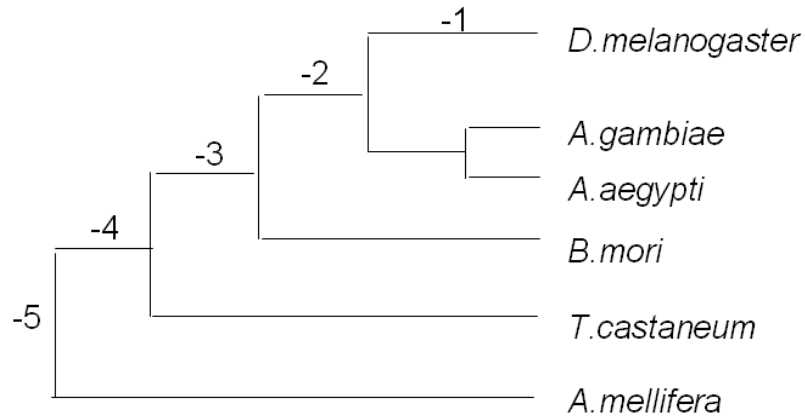 -1
D.melanogaster
-2
A.gambiae
-3
A.aegypti
-4
B.mori
-5
T.castaneum
A.mellifera